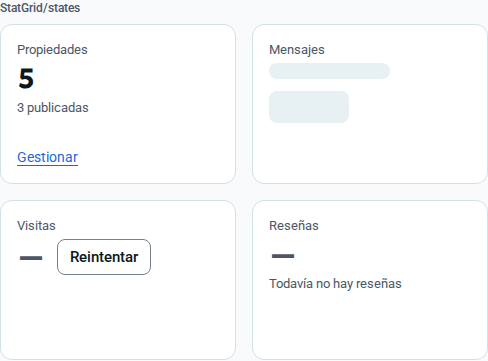 StatGrid/states
Propiedades
5
3 publicadas
Gestionar
Mensajes
Visitas
— Reintentar
Reseñas
—
Todavía no hay reseñas